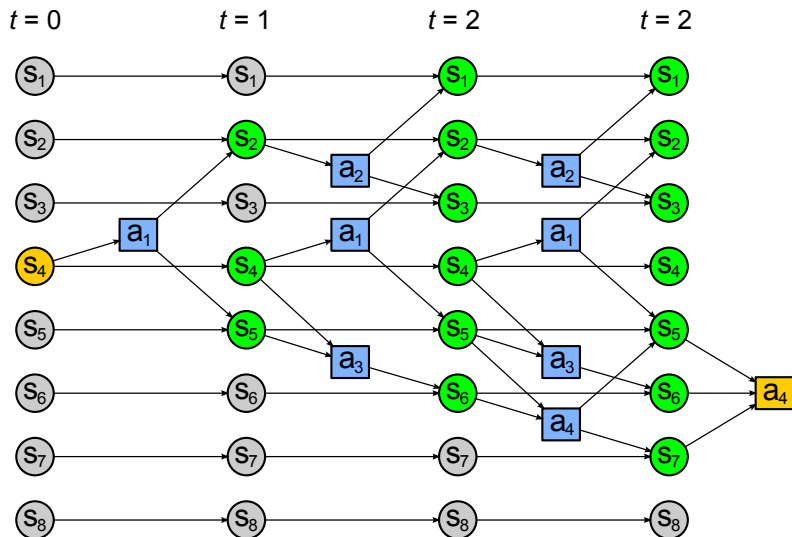 t = 0 t = 1 t = 2 t = 2
s1 s1 s1 s1
s2 s2 s2 s2
a2 a2
s3 s3 s3 s3
a1 a1 a1
s4 s4 s4 s4
s5 s5 s5 s5
a3 a3
s6 s6 s6 s6 a4
a4
s7 s7 s7 s7
s8 s8 s8 s8